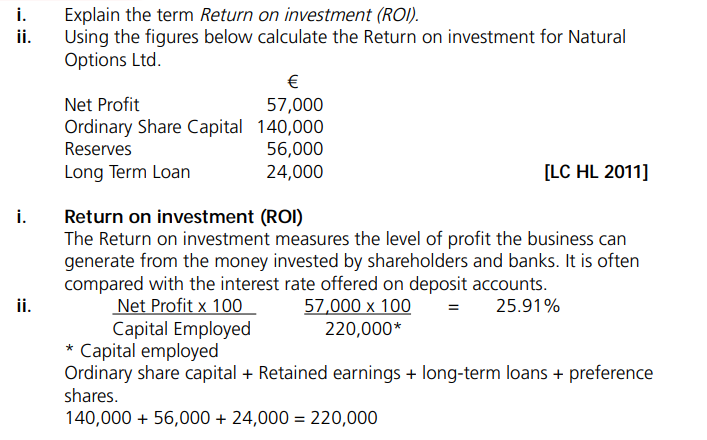 i. Explain the term Return on investment (ROI).
ii. Using the figures below calculate the Return on investment for Natural
Options Ltd.
€
Net Profit 57,000
Ordinary Share Capital 140,000
Reserves 56,000
Long Term Loan 24,000 [LC HL 2011]
i. Return on investment (ROI)
The Return on investment measures the level of profit the business can
generate from the money invested by shareholders and banks. It is often
compared with the interest rate offered on deposit accounts.
ii. Net Profit x 100 57,000 x 100 = 25.91%
Capital Employed 220,000*
* Capital employed
Ordinary share capital + Retained earnings + long-term loans + preference
shares.
140,000 + 56,000 + 24,000 = 220,000